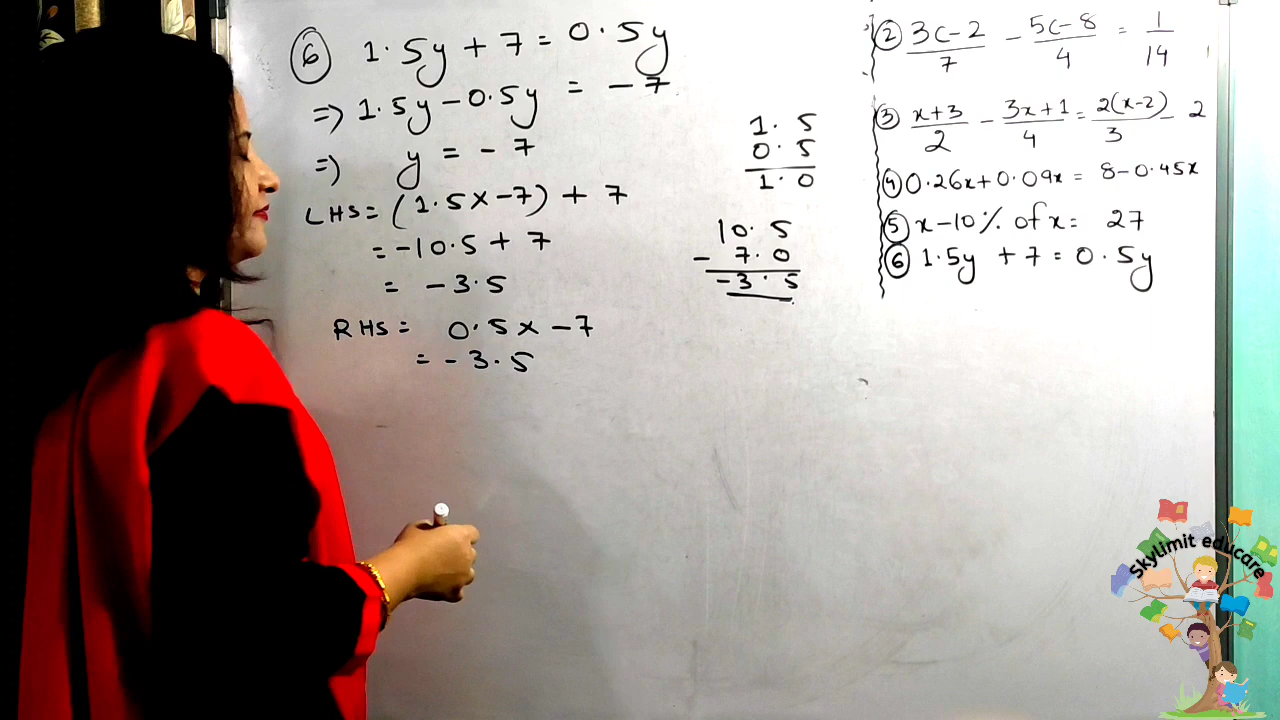 ⑥ 1.5y + 7 = 0.5y
=> 1.5y - 0.5y = -7
=> y = -7
LHS = (1.5 x -7) + 7
= -10.5 + 7
= -3.5
RHS = 0.5 x -7
= -3.5
1.5
0.5
1.0
10.5
- 7.0
-3.5
② 3c-2/7 - 5c-8/4 = 1/14
③ x+3/2 - 3x+1/4 = 2(x-2)/3 - 2
④ 0.26x + 0.09x = 8 - 0.45x
⑤ x - 10% of x = 27
⑥ 1.5y + 7 = 0.5y
Skylimit educare